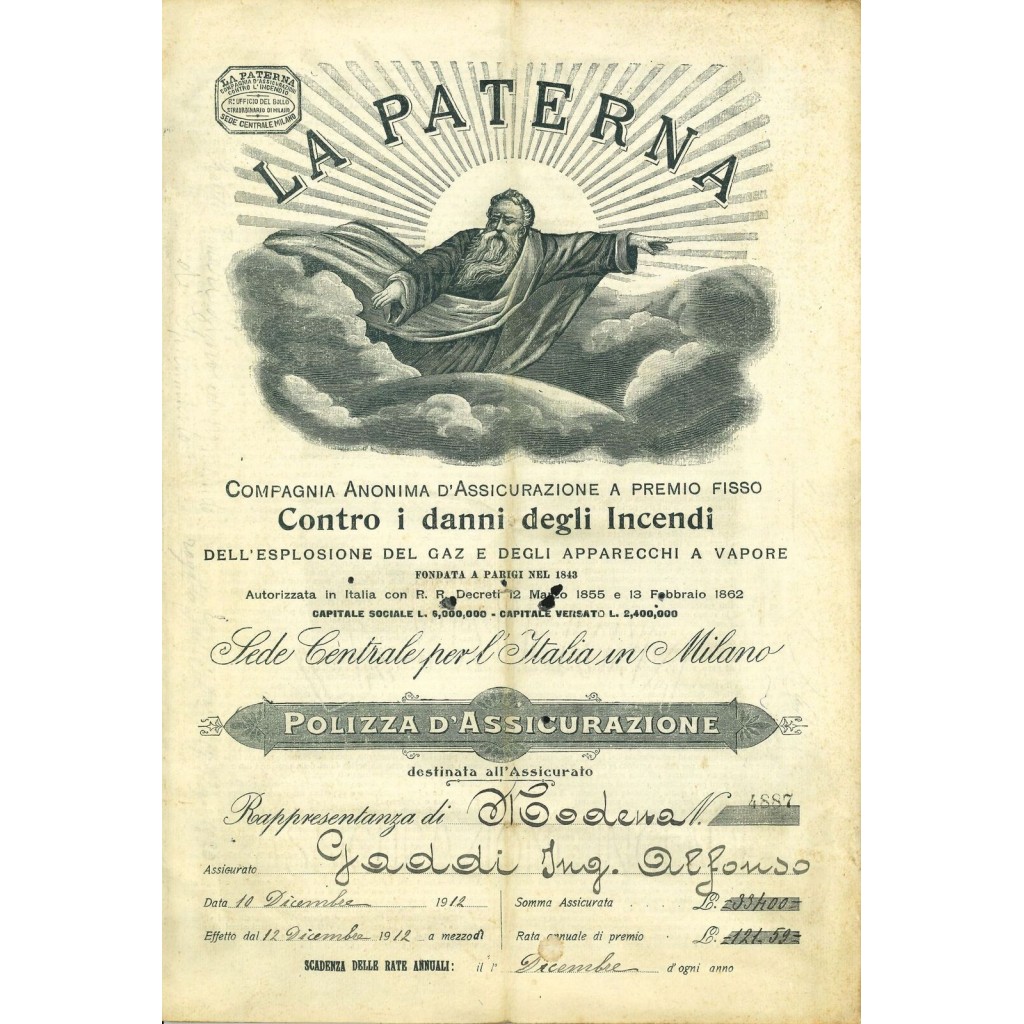 LA PATERNA
COMPAGNIA D'ASSICURAZIONI
CONTRO L'INCENDIO
R.° UFFICIO DEL BOLLO
STRAORDINARIO DI MILANO
SEDE CENTRALE MILANO
LA PATERNA
COMPAGNIA ANONIMA D'ASSICURAZIONE A PREMIO FISSO
Contro i danni degli Incendi
DELL'ESPLOSIONE DEL GAZ E DEGLI APPARECCHI A VAPORE
FONDATA A PARIGI NEL 1843
Autorizzata in Italia con R. R. Decreti 12 Marzo 1855 e 13 Febbraio 1862
CAPITALE SOCIALE L. 6,000,000 - CAPITALE VERSATO L. 2,400,000
Sede Centrale per l'Italia in Milano
POLIZZA D'ASSICURAZIONE
destinata all'Assicurato
Rappresentanza di Modena N. 4887
Assicurato Gaddi Ing. Alfonso
Data 10 Dicembre 1912 Somma Assicurata . . . . . £. =33400=
Effetto dal 12 Dicembre 1912 a mezzodì Rata annuale di premio . £. =121.59=
SCADENZA DELLE RATE ANNUALI: il 1° Dicembre d'ogni anno